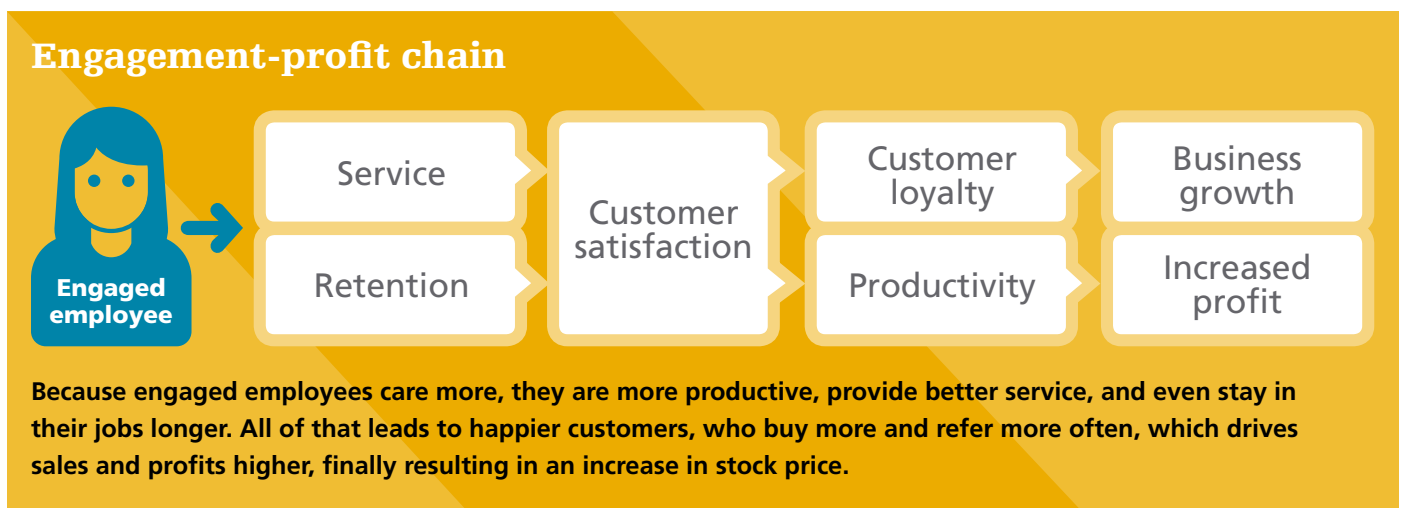 Engagement-profit chain
Engaged
employee
Service
Retention
Customer
satisfaction
Customer
loyalty
Productivity
Business
growth
Increased
profit
Because engaged employees care more, they are more productive, provide better service, and even stay in
their jobs longer. All of that leads to happier customers, who buy more and refer more often, which drives
sales and profits higher, finally resulting in an increase in stock price.